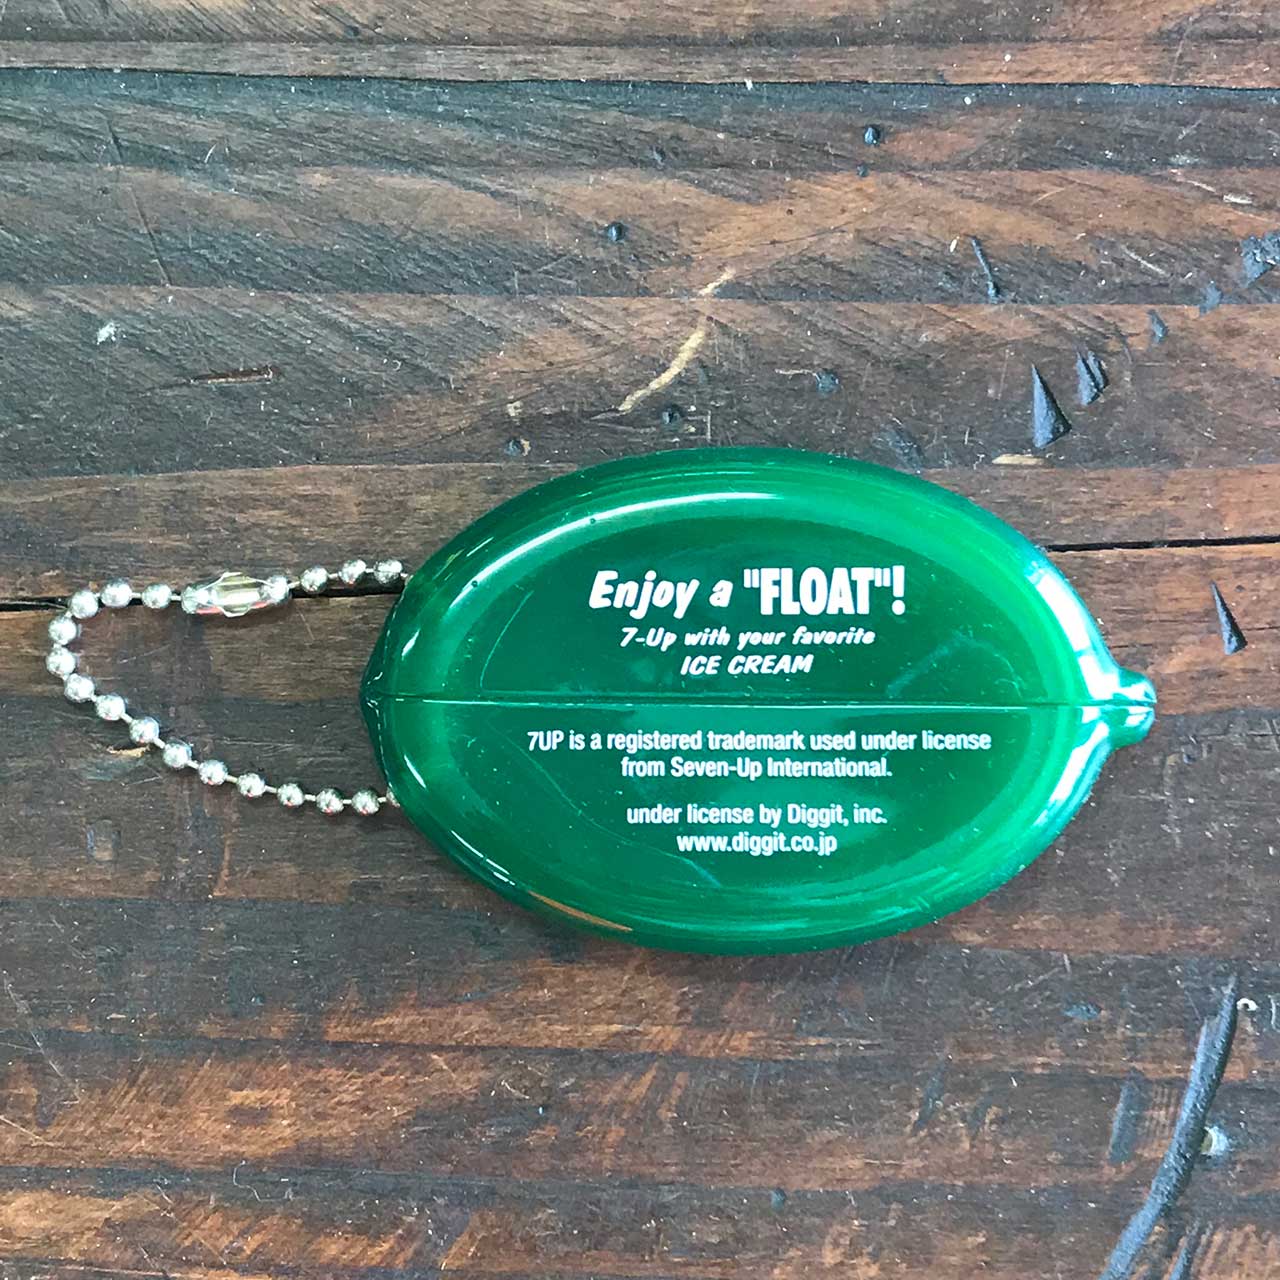 Enjoy a "FLOAT"!
7-Up with your favorite
ICE CREAM
7UP is a registered trademark used under license
from Seven-Up International.
under license by Diggit, inc.
www.diggit.co.jp